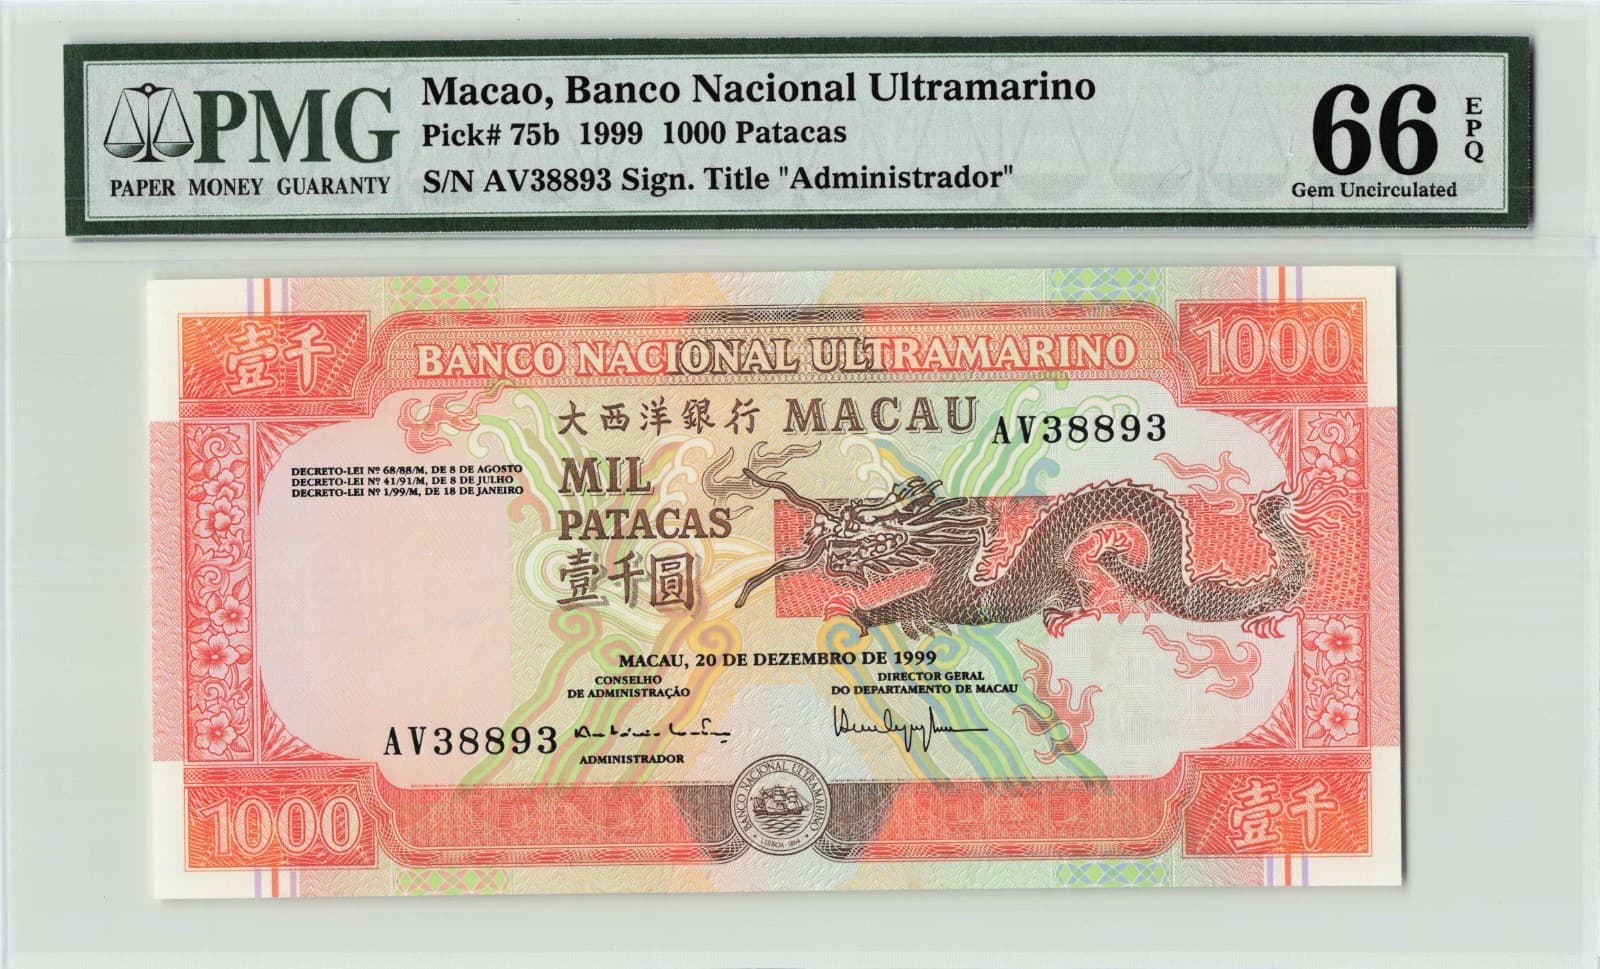 PMG
PAPER MONEY GUARANTY
Macao, Banco Nacional Ultramarino
Pick# 75b 1999 1000 Patacas
S/N AV38893 Sign. Title "Administrador"
66 EPQ
Gem Uncirculated
壹千
BANCO NACIONAL ULTRAMARINO
1000
大西洋銀行 MACAU
AV38893
DECRETO-LEI Nº 68/88/M, DE 8 DE AGOSTO
DECRETO-LEI Nº 41/91/M, DE 8 DE JULHO
DECRETO-LEI Nº 1/99/M, DE 18 DE JANEIRO
MIL
PATACAS
壹千圓
MACAU, 20 DE DEZEMBRO DE 1999
CONSELHO
DE ADMINISTRAÇÃO
DIRECTOR GERAL
DO DEPARTAMENTO DE MACAU
AV38893
ADMINISTRADOR
1000
BANCO NACIONAL ULTRAMARINO
LISBOA 1864
壹千